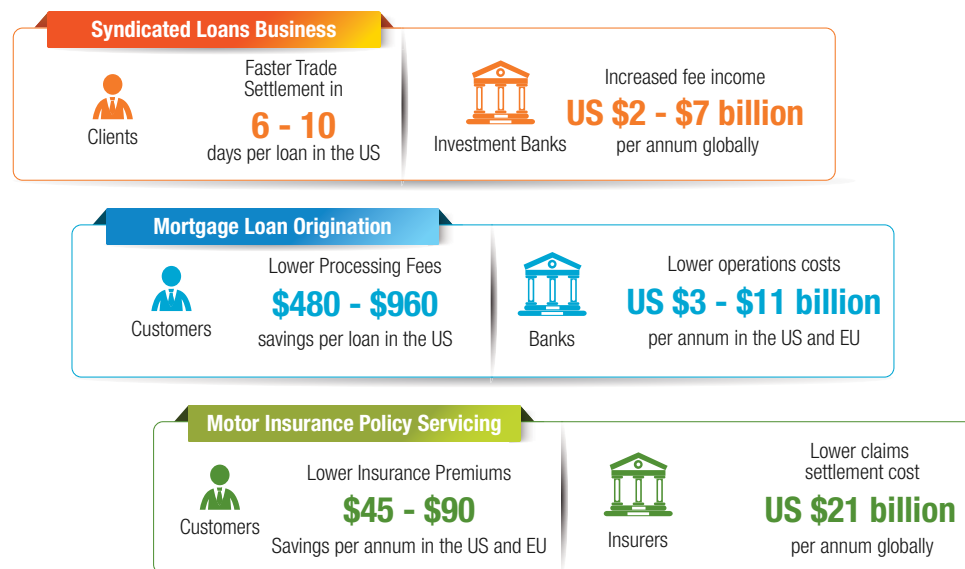 Syndicated Loans Business
Clients
Faster Trade
Settlement in
6 - 10
days per loan in the US
Investment Banks
Increased fee income
US $2 - $7 billion
per annum globally
Mortgage Loan Origination
Customers
Lower Processing Fees
$480 - $960
savings per loan in the US
Banks
Lower operations costs
US $3 - $11 billion
per annum in the US and EU
Motor Insurance Policy Servicing
Customers
Lower Insurance Premiums
$45 - $90
Savings per annum in the US and EU
Insurers
Lower claims
settlement cost
US $21 billion
per annum globally